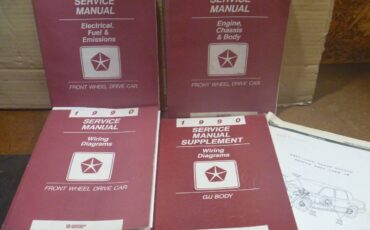 SERVICE
MANUAL
Electrical,
Fuel &
Emissions
FRONT WHEEL DRIVE CAR
SERVICE
MANUAL
Engine,
Chassis
& Body
FRONT WHEEL DRIVE CAR
1990
SERVICE
MANUAL
Wiring
Diagrams
FRONT WHEEL DRIVE CAR
1990
SERVICE
MANUAL
SUPPLEMENT
Wiring
Diagrams
GJ BODY